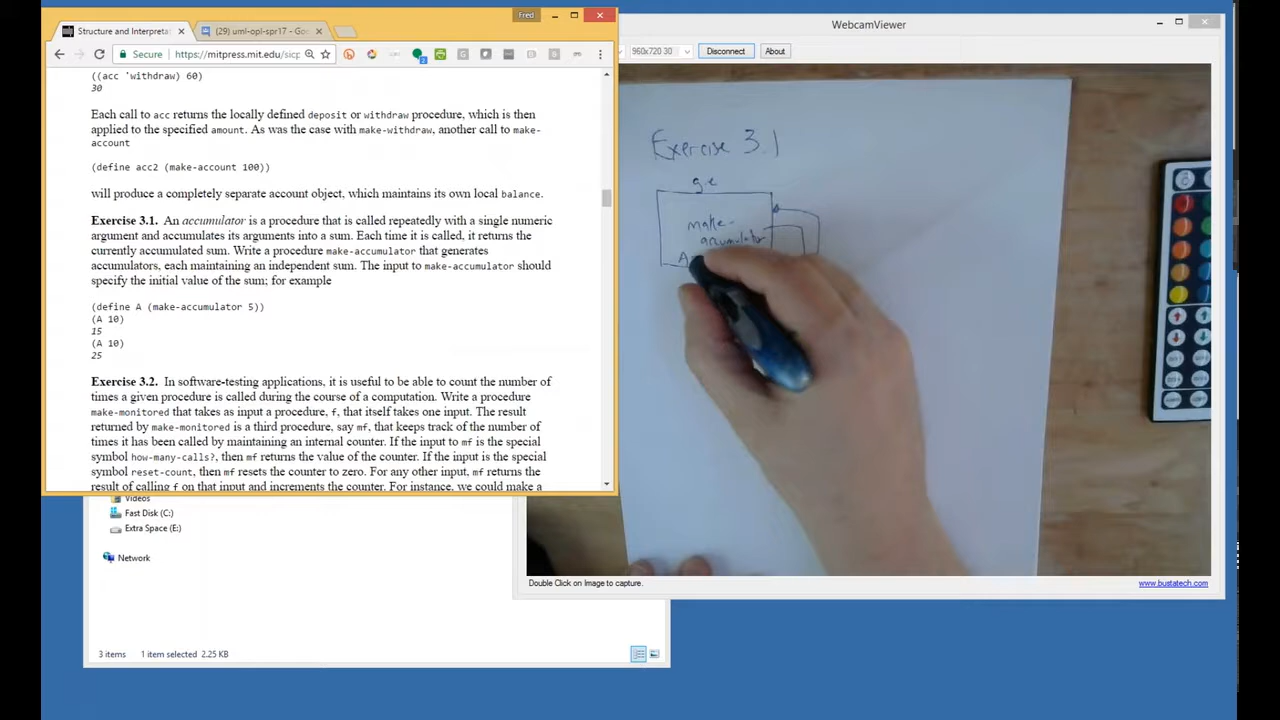 Fred
Structure and Interpreta
(29) uml-opl-spr17 - Go
Secure
https://mitpress.mit.edu/sicp
2
((acc 'withdraw) 60)
30
Each call to acc returns the locally defined deposit or withdraw procedure, which is then
applied to the specified amount. As was the case with make-withdraw, another call to make-
account
(define acc2 (make-account 100))
will produce a completely separate account object, which maintains its own local balance.
Exercise 3.1. An accumulator is a procedure that is called repeatedly with a single numeric
argument and accumulates its arguments into a sum. Each time it is called, it returns the
currently accumulated sum. Write a procedure make-accumulator that generates
accumulators, each maintaining an independent sum. The input to make-accumulator should
specify the initial value of the sum; for example
(define A (make-accumulator 5))
(A 10)
15
(A 10)
25
Exercise 3.2. In software-testing applications, it is useful to be able to count the number of
times a given procedure is called during the course of a computation. Write a procedure
make-monitored that takes as input a procedure, f, that itself takes one input. The result
returned by make-monitored is a third procedure, say mf, that keeps track of the number of
times it has been called by maintaining an internal counter. If the input to mf is the special
symbol how-many-calls?, then mf returns the value of the counter. If the input is the special
symbol reset-count, then mf resets the counter to zero. For any other input, mf returns the
result of calling f on that input and increments the counter. For instance, we could make a
Videos
Fast Disk (C:)
Extra Space (E:)
Network
3 items
1 item selected 2.25 KB
WebcamViewer
960x720 30
Disconnect
About
Exercise 3.1
ge
make-
accumulator
A
Double Click on Image to capture.
www.bustatech.com